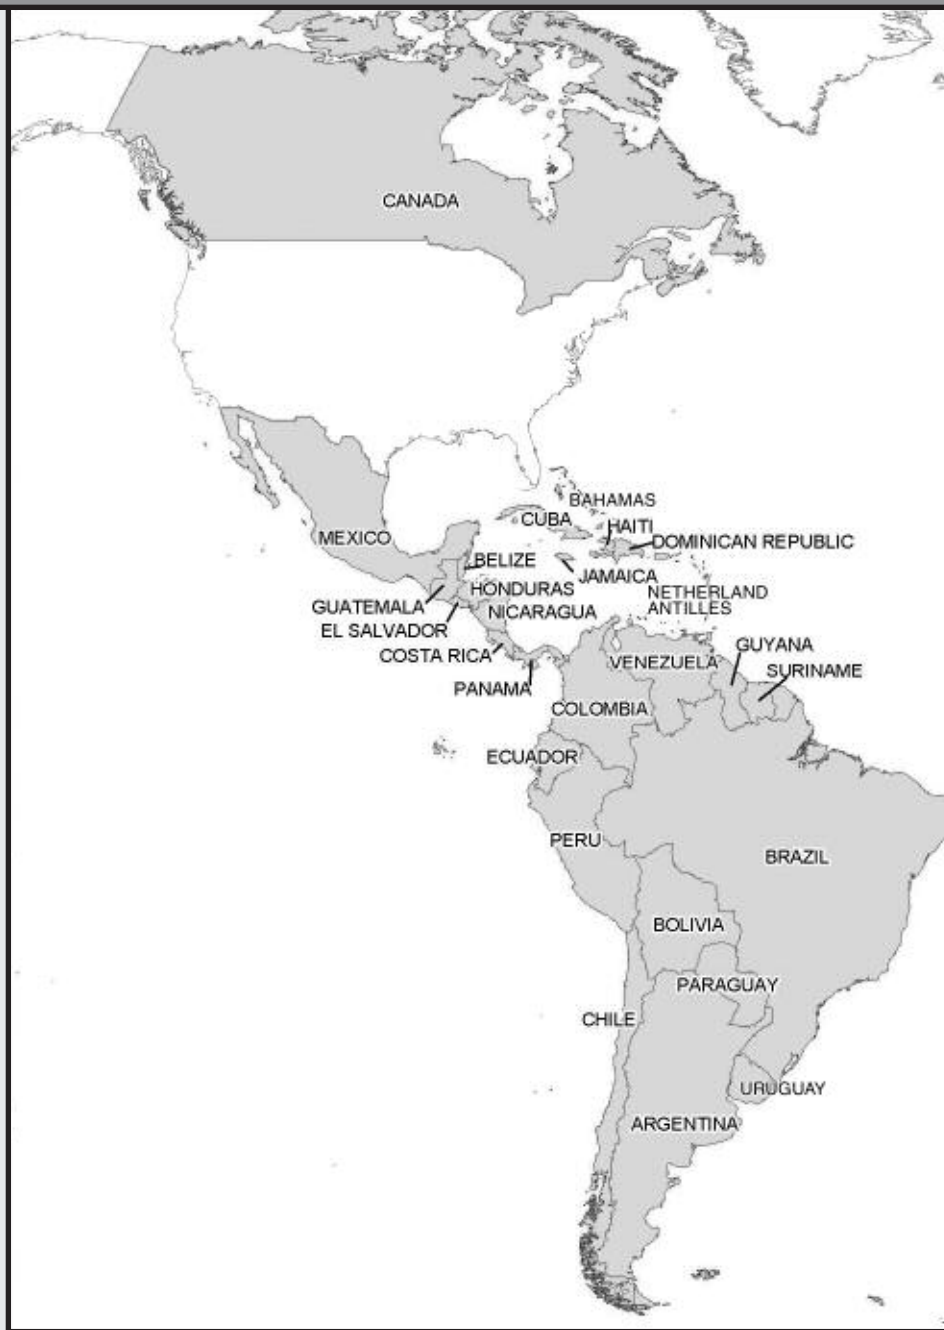 CANADA
BAHAMAS
CUBA
HAITI
MEXICO
DOMINICAN REPUBLIC
BELIZE
JAMAICA
HONDURAS
NETHERLAND
ANTILLES
GUATEMALA
NICARAGUA
EL SALVADOR
COSTA RICA
GUYANA
VENEZUELA
SURINAME
PANAMA
COLOMBIA
ECUADOR
PERU
BRAZIL
BOLIVIA
PARAGUAY
CHILE
URUGUAY
ARGENTINA